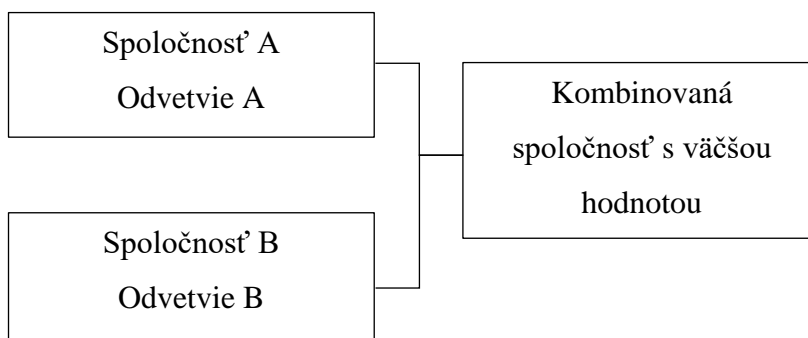 Spoločnosť A
Odvetvie A
Kombinovaná
spoločnosť s väčšou
hodnotou
Spoločnosť B
Odvetvie B